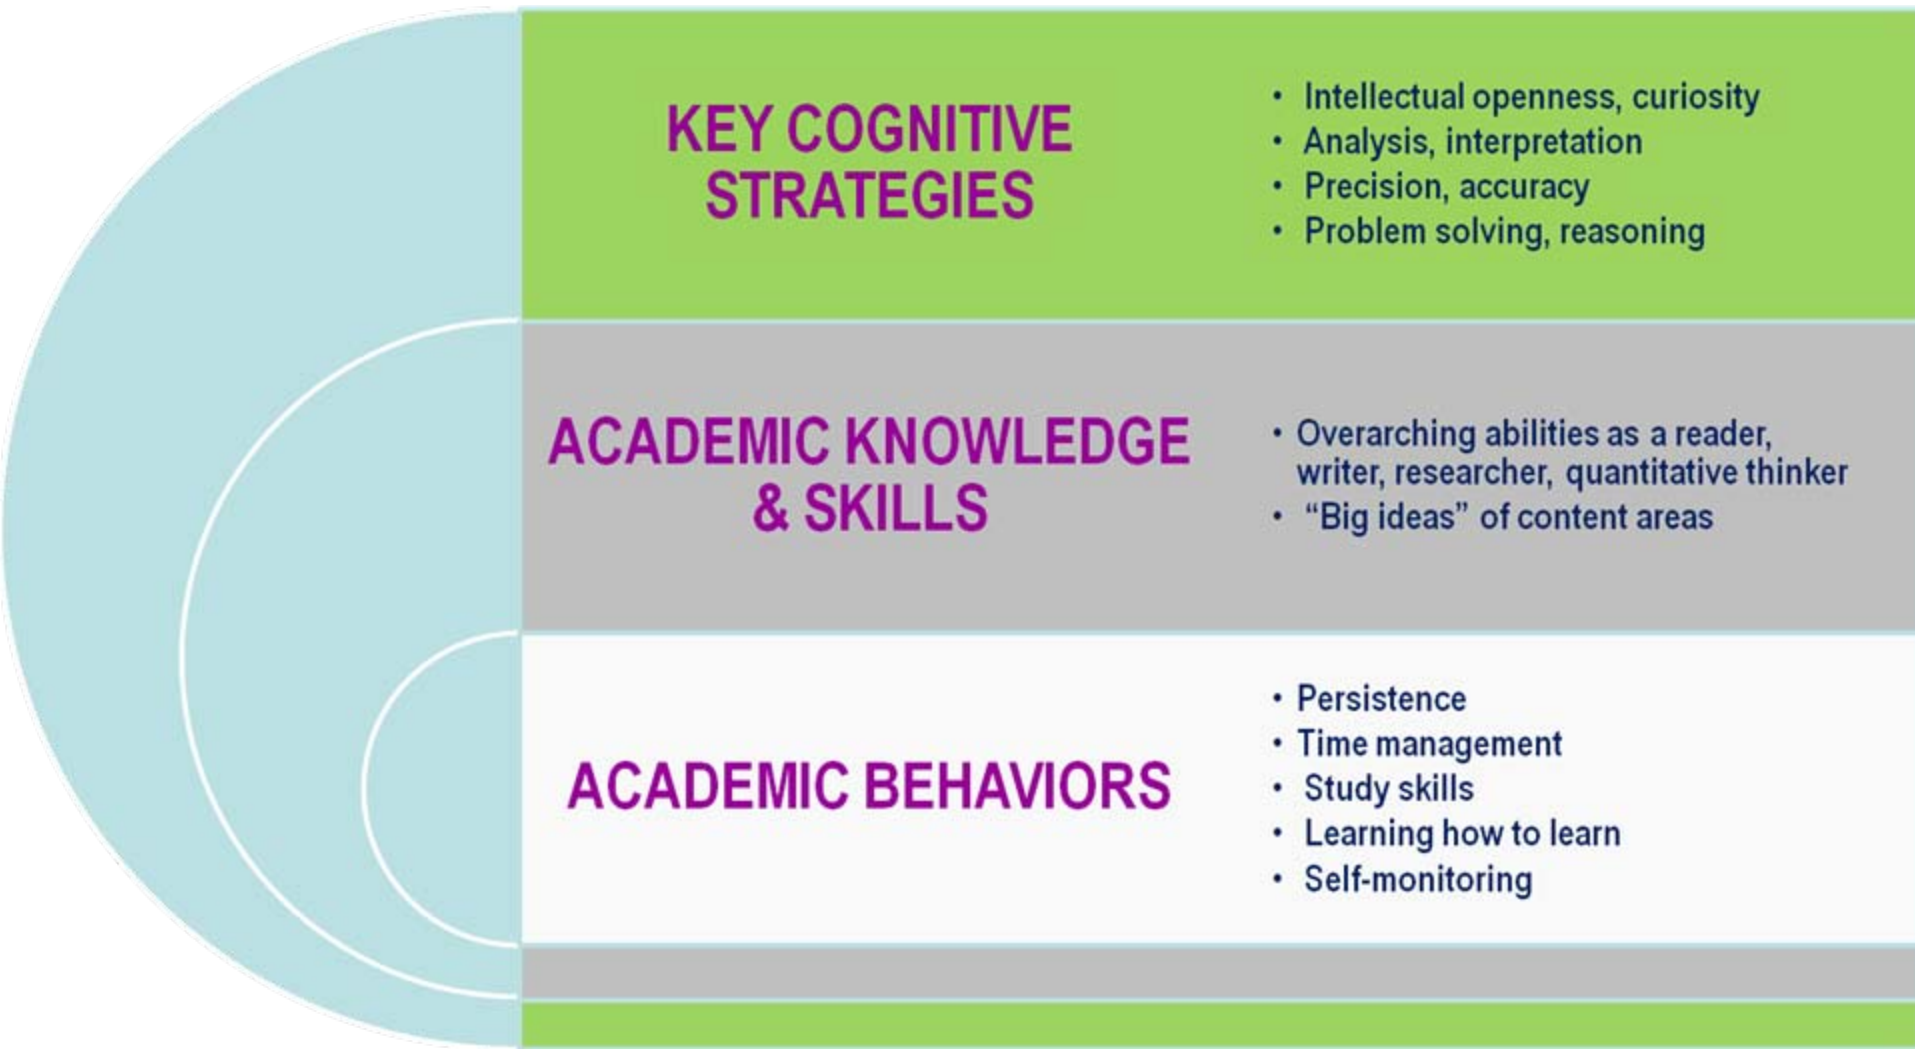 KEY COGNITIVE
STRATEGIES
• Intellectual openness, curiosity
• Analysis, interpretation
• Precision, accuracy
• Problem solving, reasoning
ACADEMIC KNOWLEDGE
& SKILLS
• Overarching abilities as a reader,
writer, researcher, quantitative thinker
• “Big ideas” of content areas
ACADEMIC BEHAVIORS
• Persistence
• Time management
• Study skills
• Learning how to learn
• Self-monitoring